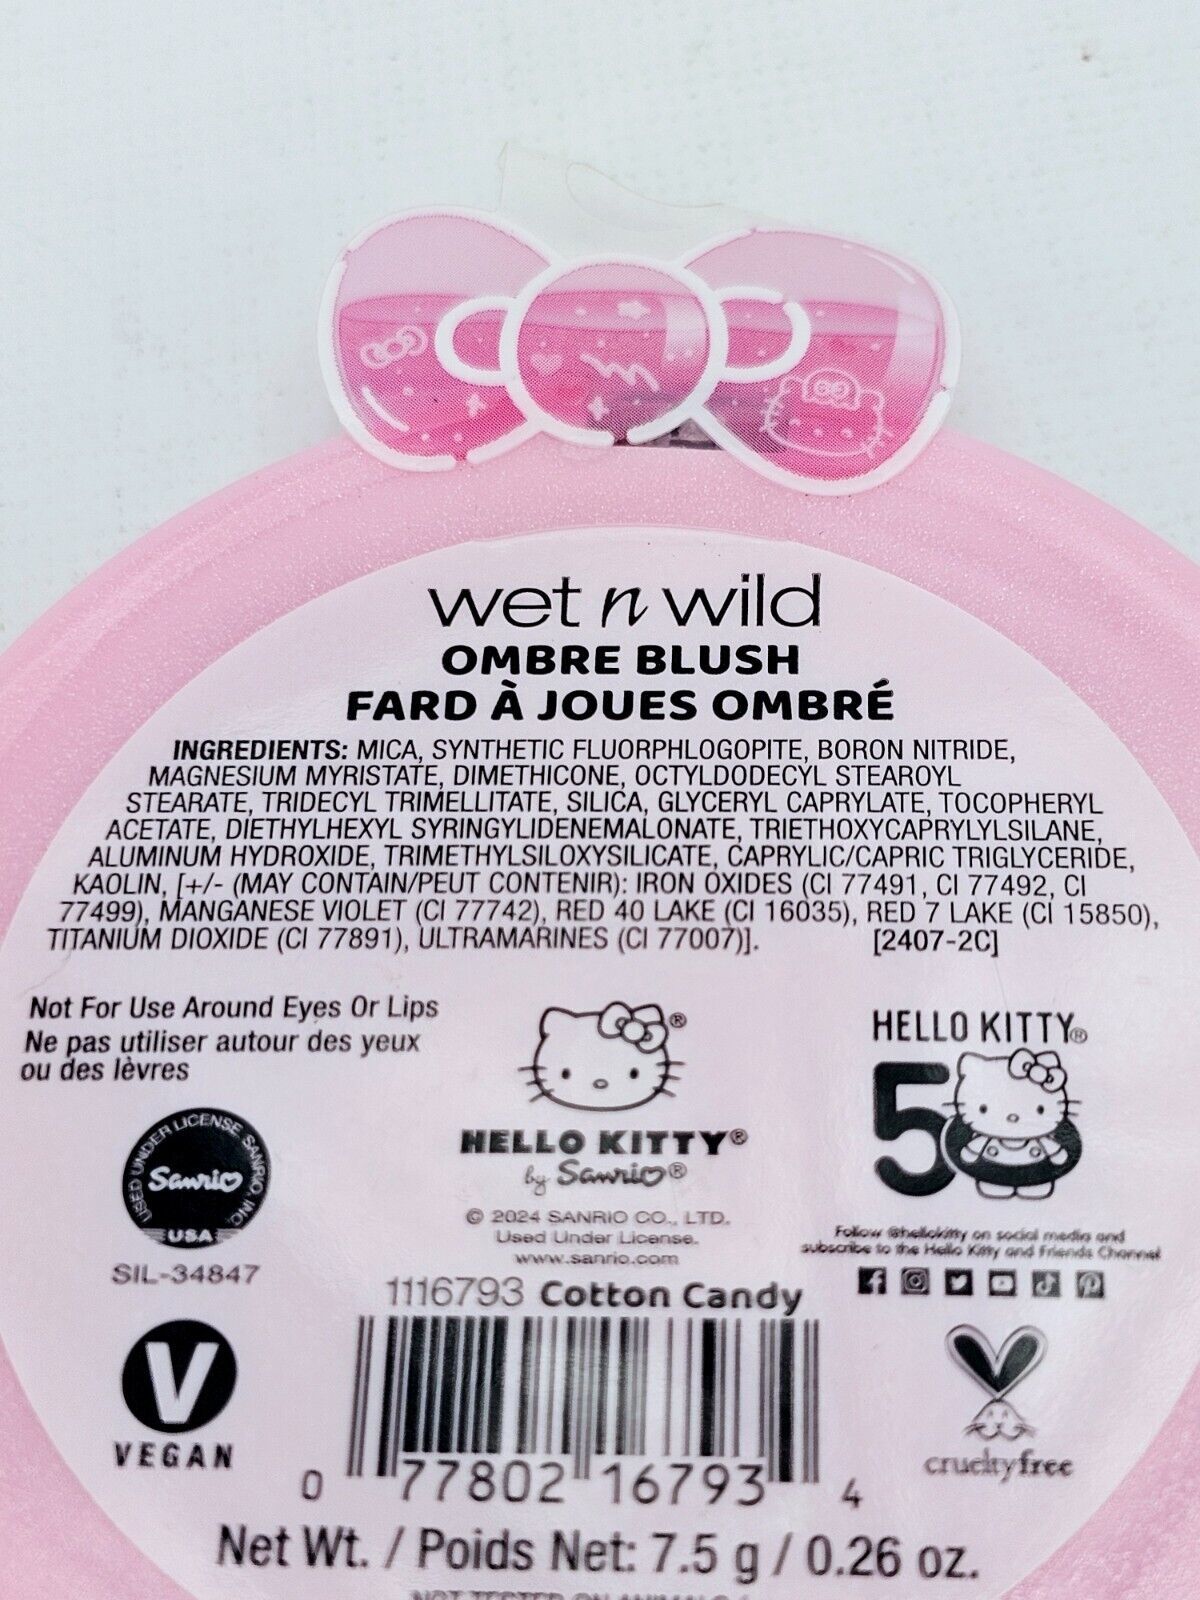 wet n wild
OMBRE BLUSH
FARD À JOUES OMBRÉ
INGREDIENTS: MICA, SYNTHETIC FLUORPHLOGOPITE, BORON NITRIDE,
MAGNESIUM MYRISTATE, DIMETHICONE, OCTYLDODECYL STEAROYL
STEARATE, TRIDECYL TRIMELLITATE, SILICA, GLYCERYL CAPRYLATE, TOCOPHERYL
ACETATE, DIETHYLHEXYL SYRINGYLIDENEMALONATE, TRIETHOXYCAPRYLYLSILANE,
ALUMINUM HYDROXIDE, TRIMETHYLSILOXYSILICATE, CAPRYLIC/CAPRIC TRIGLYCERIDE,
KAOLIN, [+/- (MAY CONTAIN/PEUT CONTENIR): IRON OXIDES (CI 77491, CI 77492, CI
77499), MANGANESE VIOLET (CI 77742), RED 40 LAKE (CI 16035), RED 7 LAKE (CI 15850),
TITANIUM DIOXIDE (CI 77891), ULTRAMARINES (CI 77007)]. [2407-2C]
Not For Use Around Eyes Or Lips
Ne pas utiliser autour des yeux
ou des lèvres
USED UNDER LICENSE SANRIO, INC.
Sanrio
USA
SIL-34847
®
HELLO KITTY®
by Sanrio®
© 2024 SANRIO CO., LTD.
Used Under License.
www.sanrio.com
HELLO KITTY®
50
Follow @hellokitty on social media and
subscribe to the Hello Kitty and Friends Channel
1116793 Cotton Candy
V
VEGAN
0 77802 16793 4
crueltyfree
Net Wt. / Poids Net: 7.5 g / 0.26 oz.
NOT TESTED ON ANIMALS /